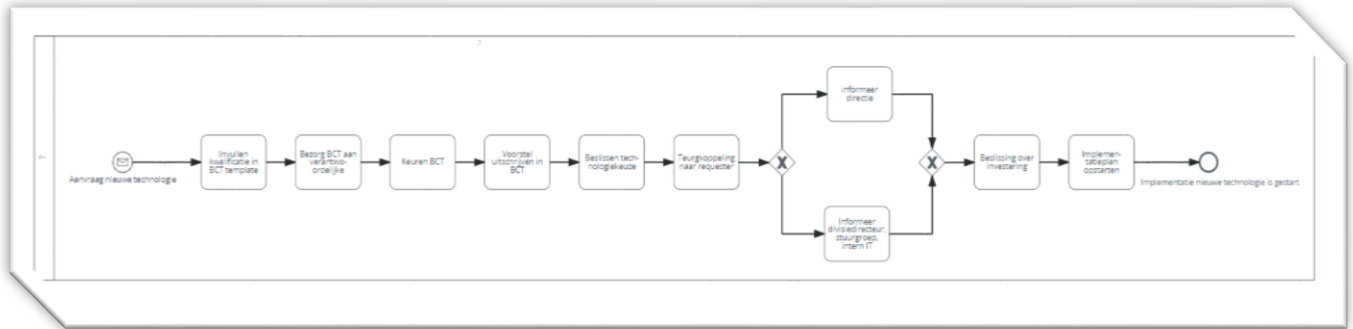 ?
Aanvraag nieuwe technologie
Invullen
kwalificatie in
BCT template
Bezorg BCT aan
verantwo-
ordelijke
Keuren BCT
Voorstel
uitschrijven in
BCT
Beslissen tech-
nologiekeuze
Teurgkoppeling
naar requester
X
Informeer
directie
Informeer
divisiedirecteur,
stuurgroep,
intern IT
X
Beslissing over
investering
Implemen-
tatieplan
opstarten
Implementatie nieuwe technologie is gestart